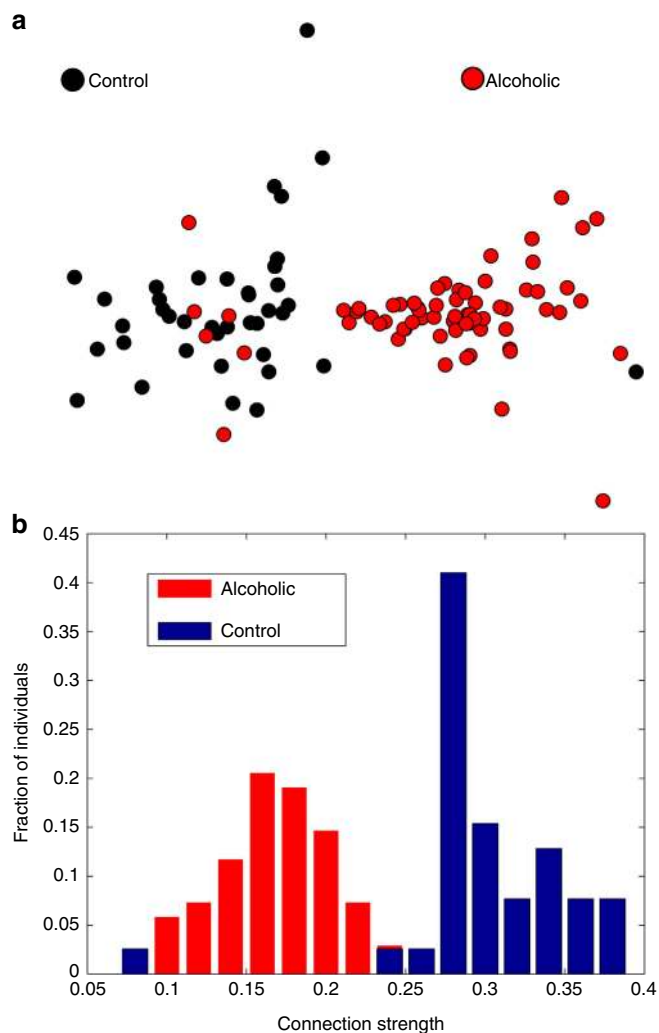 a
Control
Alcoholic
b
0.45
0.4
0.35
0.3
0.25
0.2
0.15
0.1
0.05
0
Alcoholic
Control
Fraction of individuals
0.05
0.1
0.15
0.2
0.25
0.3
0.35
0.4
Connection strength